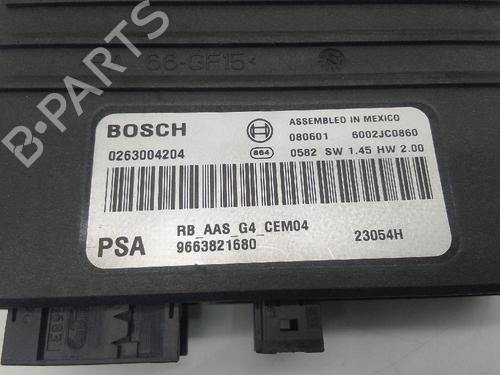 66-GF15<
BOSCH
ASSEMBLED IN MEXICO
080601 6002JC0860
0263004204
864
0582 SW 1.45 HW 2.00
RB_AAS_G4_CEM04
PSA
9663821680
23054H
B-PARTS